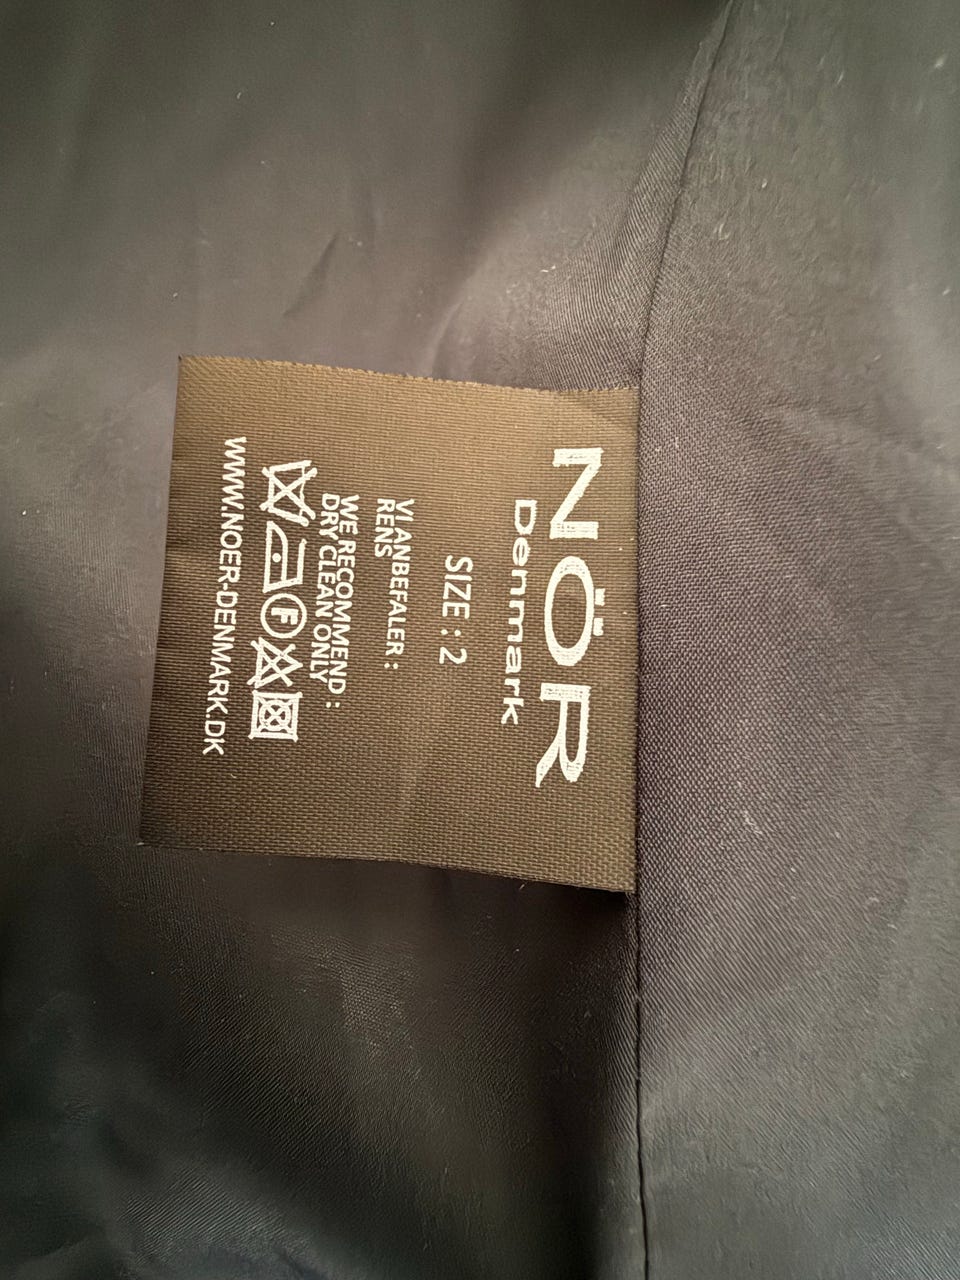 NÖR
Denmark
SIZE : 2
VI ANBEFALER :
RENS
WE RECOMMEND :
DRY CLEAN ONLY
F
WWW.NOER-DENMARK.DK